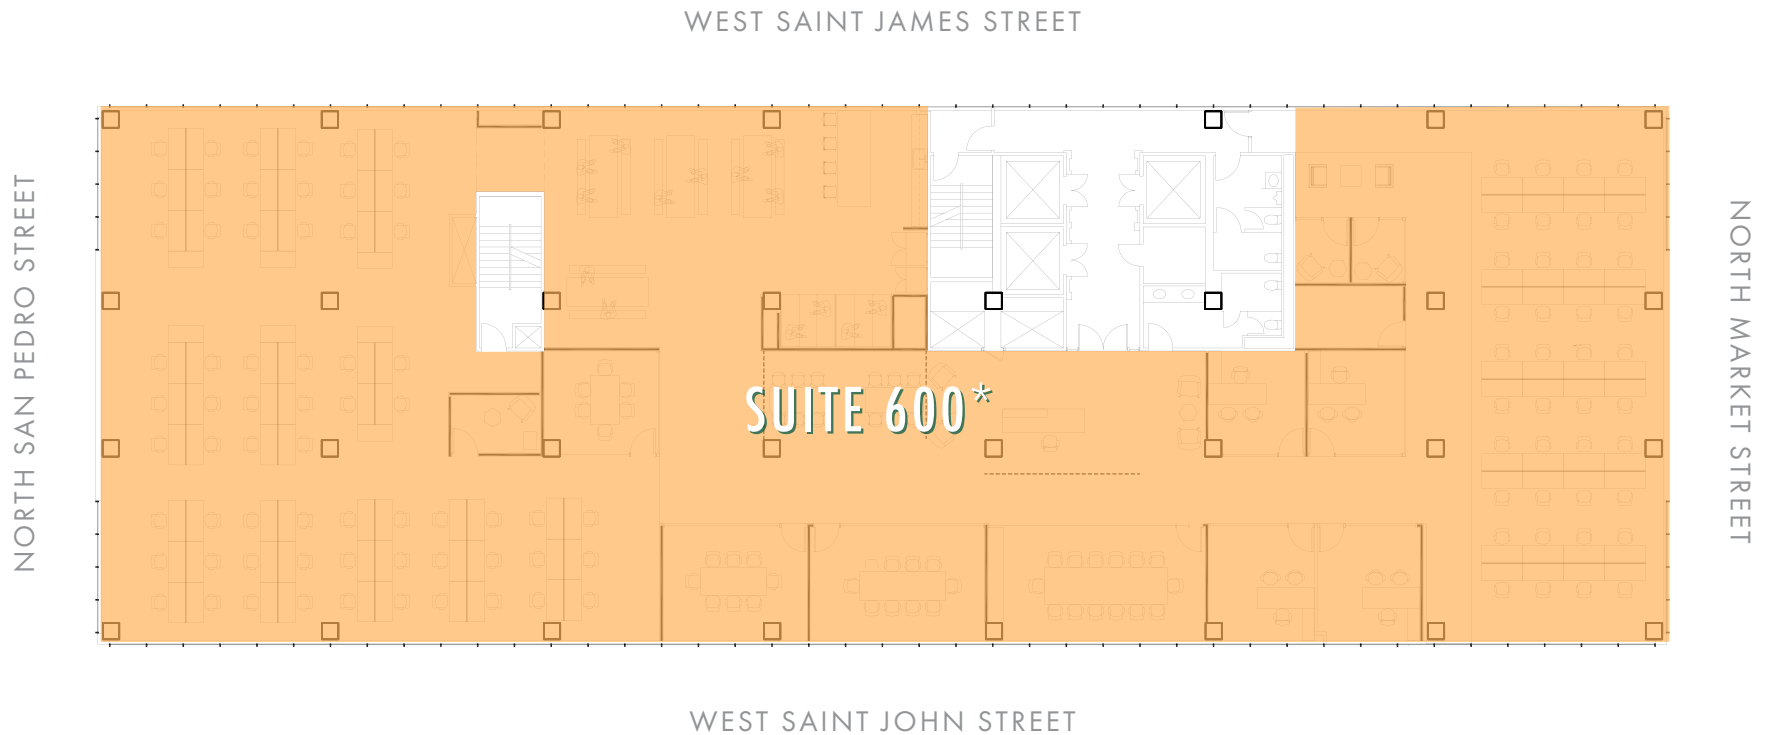 WEST SAINT JAMES STREET
NORTH SAN PEDRO STREET
NORTH MARKET STREET
SUITE 600*
WEST SAINT JOHN STREET